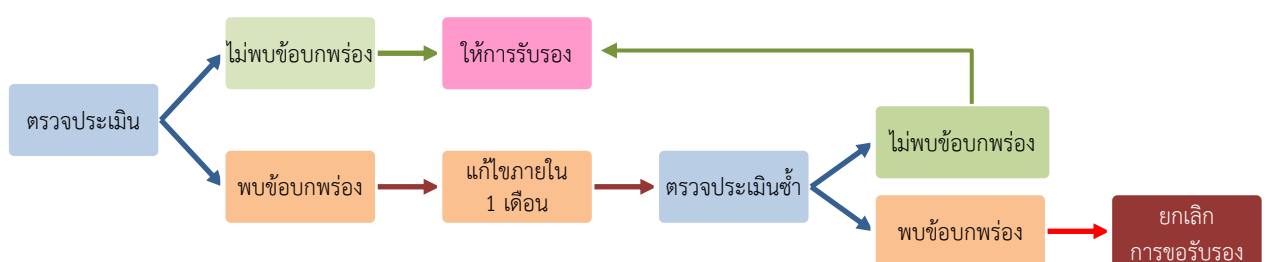 ไม่พบข้อบกพร่อง
ให้การรับรอง
ตรวจประเมิน
ไม่พบข้อบกพร่อง
พบข้อบกพร่อง
แก้ไขภายใน
1 เดือน
ตรวจประเมินซ้ำ
พบข้อบกพร่อง
ยกเลิก
การขอรับรอง